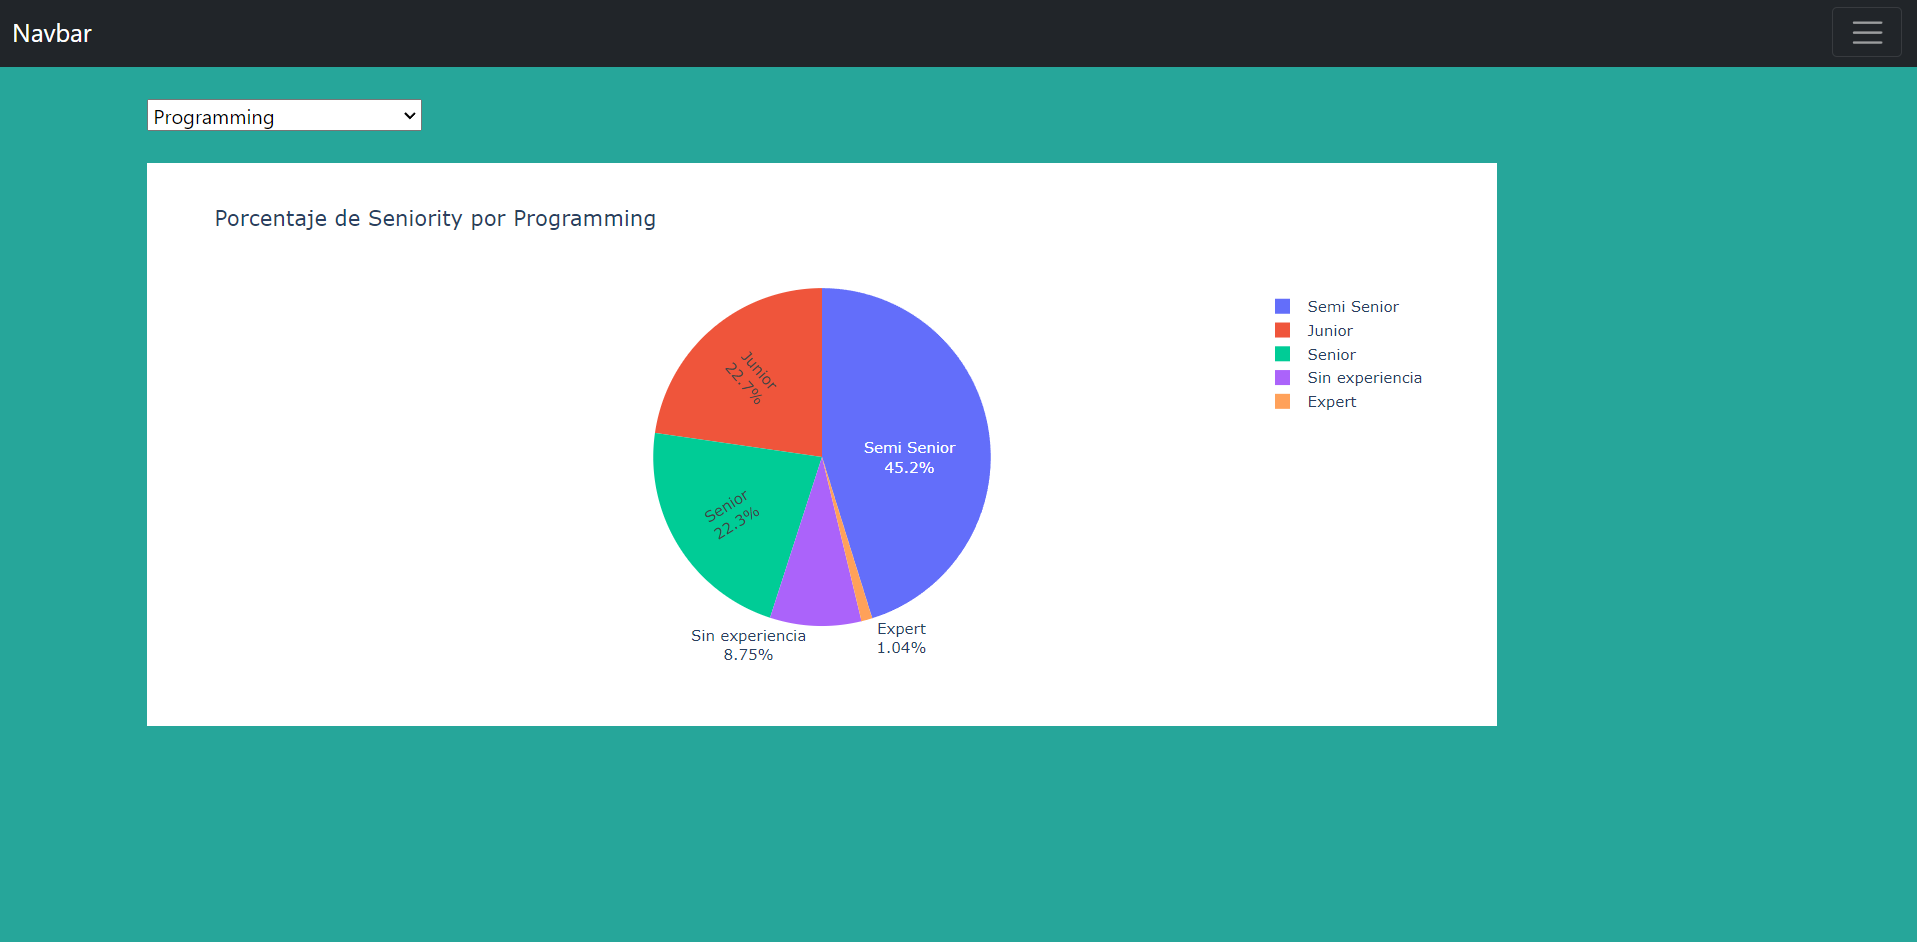 Navbar
Programming
Porcentaje de Seniority por Programming
Junior
22.7%
Semi Senior
45.2%
Senior
22.3%
Sin experiencia
8.75%
Expert
1.04%
Semi Senior
Junior
Senior
Sin experiencia
Expert